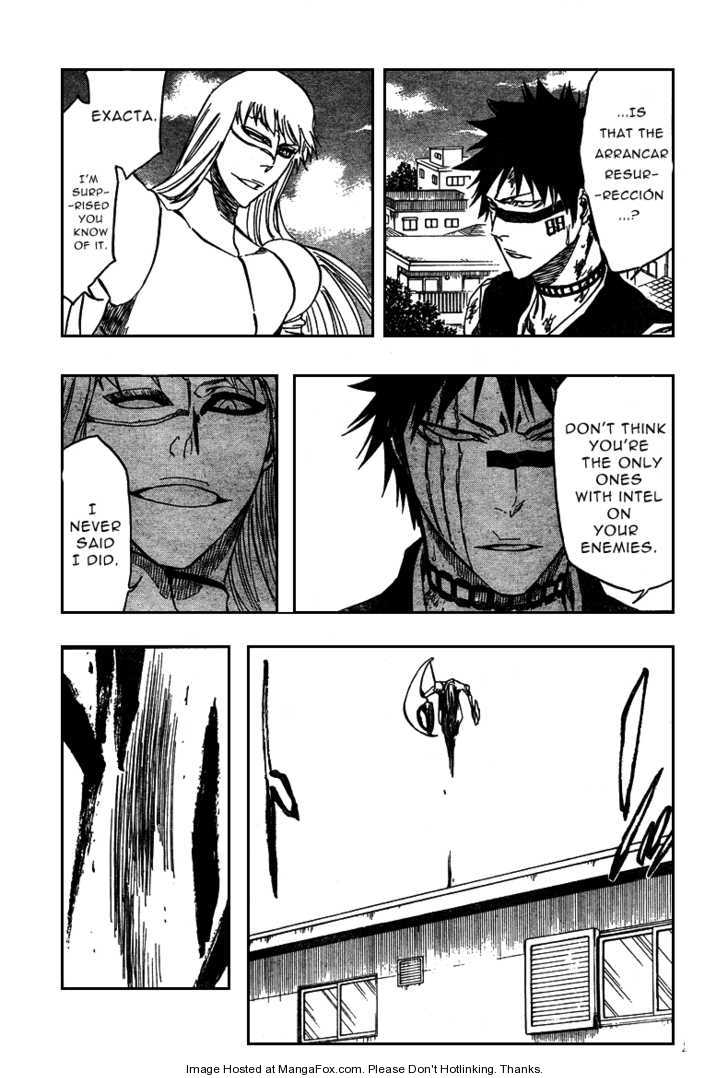 ...IS
THAT THE
ARRANCAR
RESUR-
-RECCIÓN
...?
EXACTA.
I'M
SURP-
-RISED YOU
KNOW
OF IT.
DON'T THINK
YOU'RE
THE ONLY
ONES
WITH INTEL
ON
YOUR
ENEMIES.
I
NEVER
SAID
I DID.
Image Hosted at MangaFox.com. Please Don't Hotlinking. Thanks.